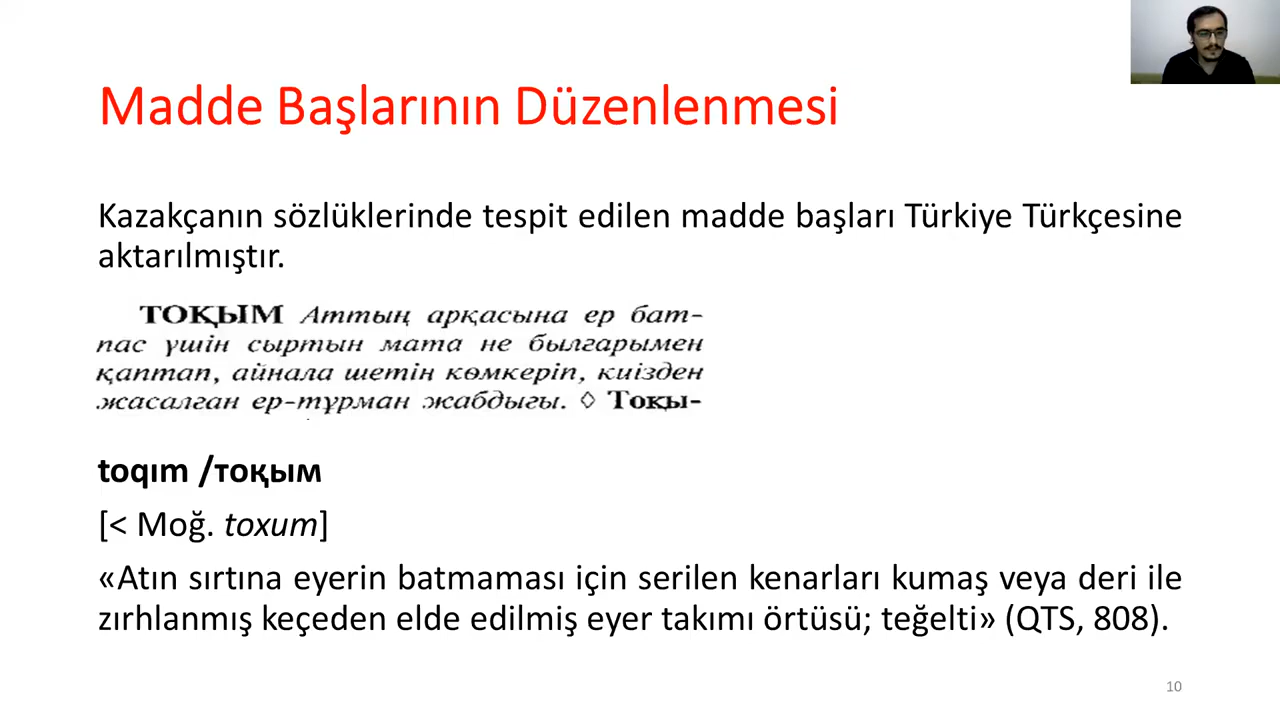 Madde Başlarının Düzenlenmesi
Kazakçanın sözlüklerinde tespit edilen madde başları Türkiye Türkçesine
aktarılmıştır.
ТОҚЫМ Аттың арқасына ер бат-
пас үшін сыртын мата не былғарымен
қаптап, айнала шетін көмкеріп, киізден
жасалған ер-тұрман жабдығы. ◊ Тоқы-
toqım /тоқым
[< Moğ. toxum]
«Atın sırtına eyerin batmaması için serilen kenarları kumaş veya deri ile
zırhlanmış keçeden elde edilmiş eyer takımı örtüsü; teğelti» (QTS, 808).
10